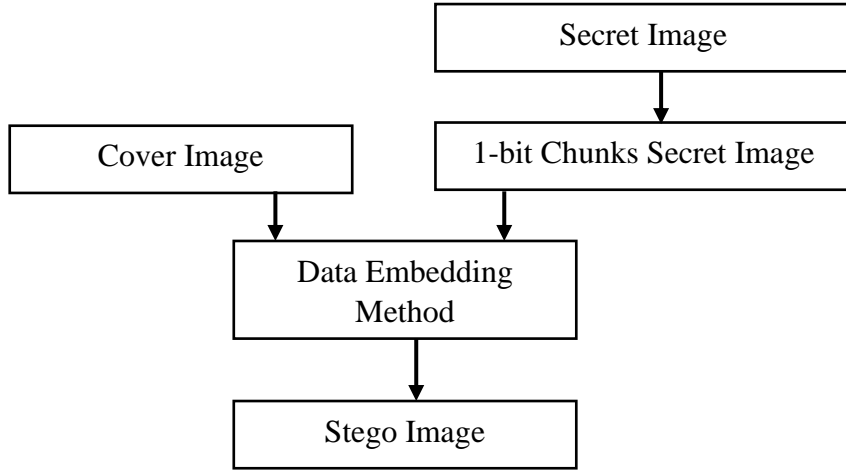 Secret Image
Cover Image
1-bit Chunks Secret Image
Data Embedding
Method
Stego Image